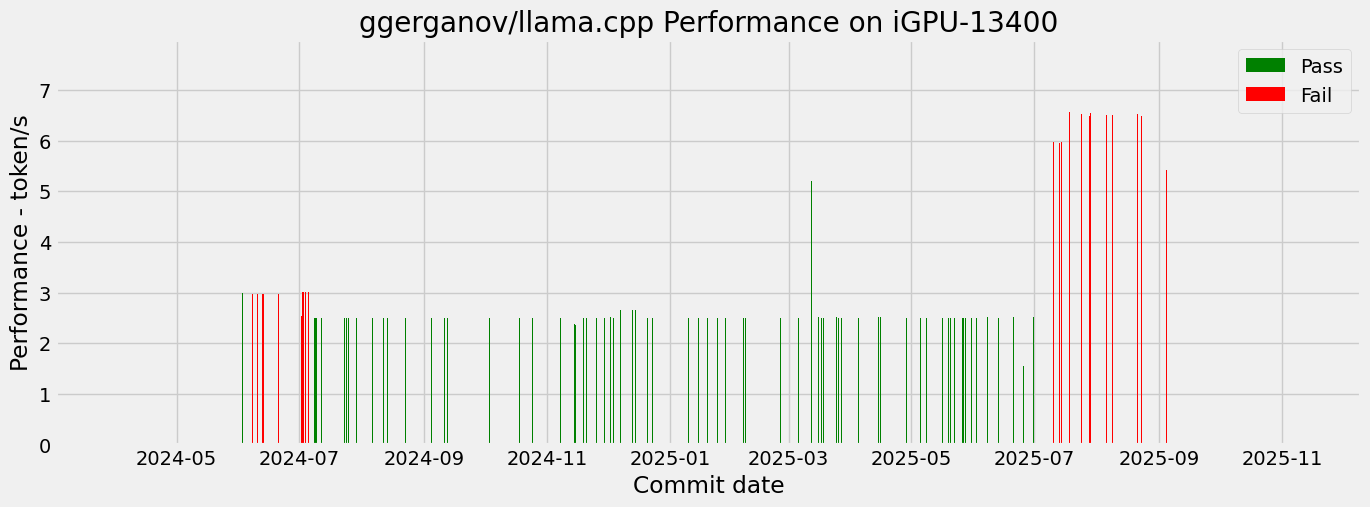 ggerganov/llama.cpp Performance on iGPU-13400
Pass
Fail
Performance - token/s
7
6
5
4
3
2
1
0
2024-05 2024-07 2024-09 2024-11 2025-01 2025-03 2025-05 2025-07 2025-09 2025-11
Commit date